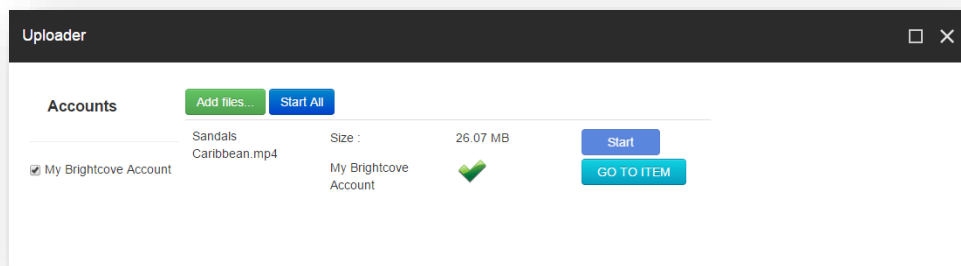 Uploader
Accounts
Add files...
Start All
Sandals
Caribbean.mp4
Size :
26.07 MB
Start
My Brightcove Account
My Brightcove
Account
GO TO ITEM